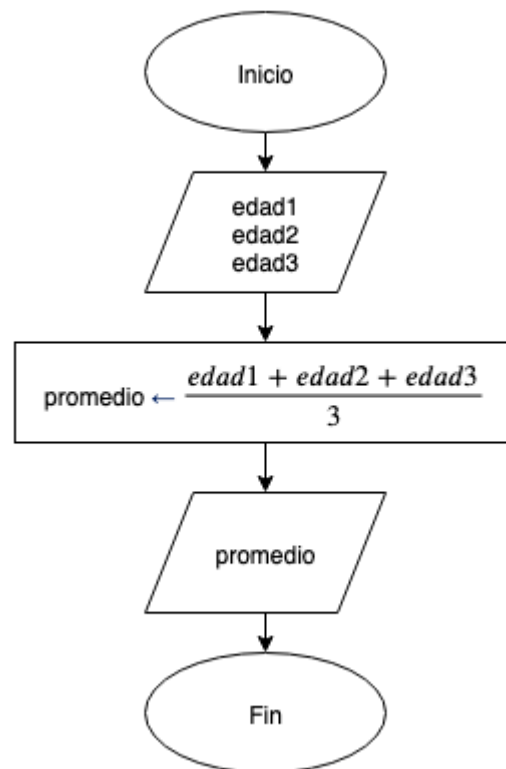 Inicio
edad1
edad2
edad3
promedio ← edad1 + edad2 + edad3
3
promedio
Fin